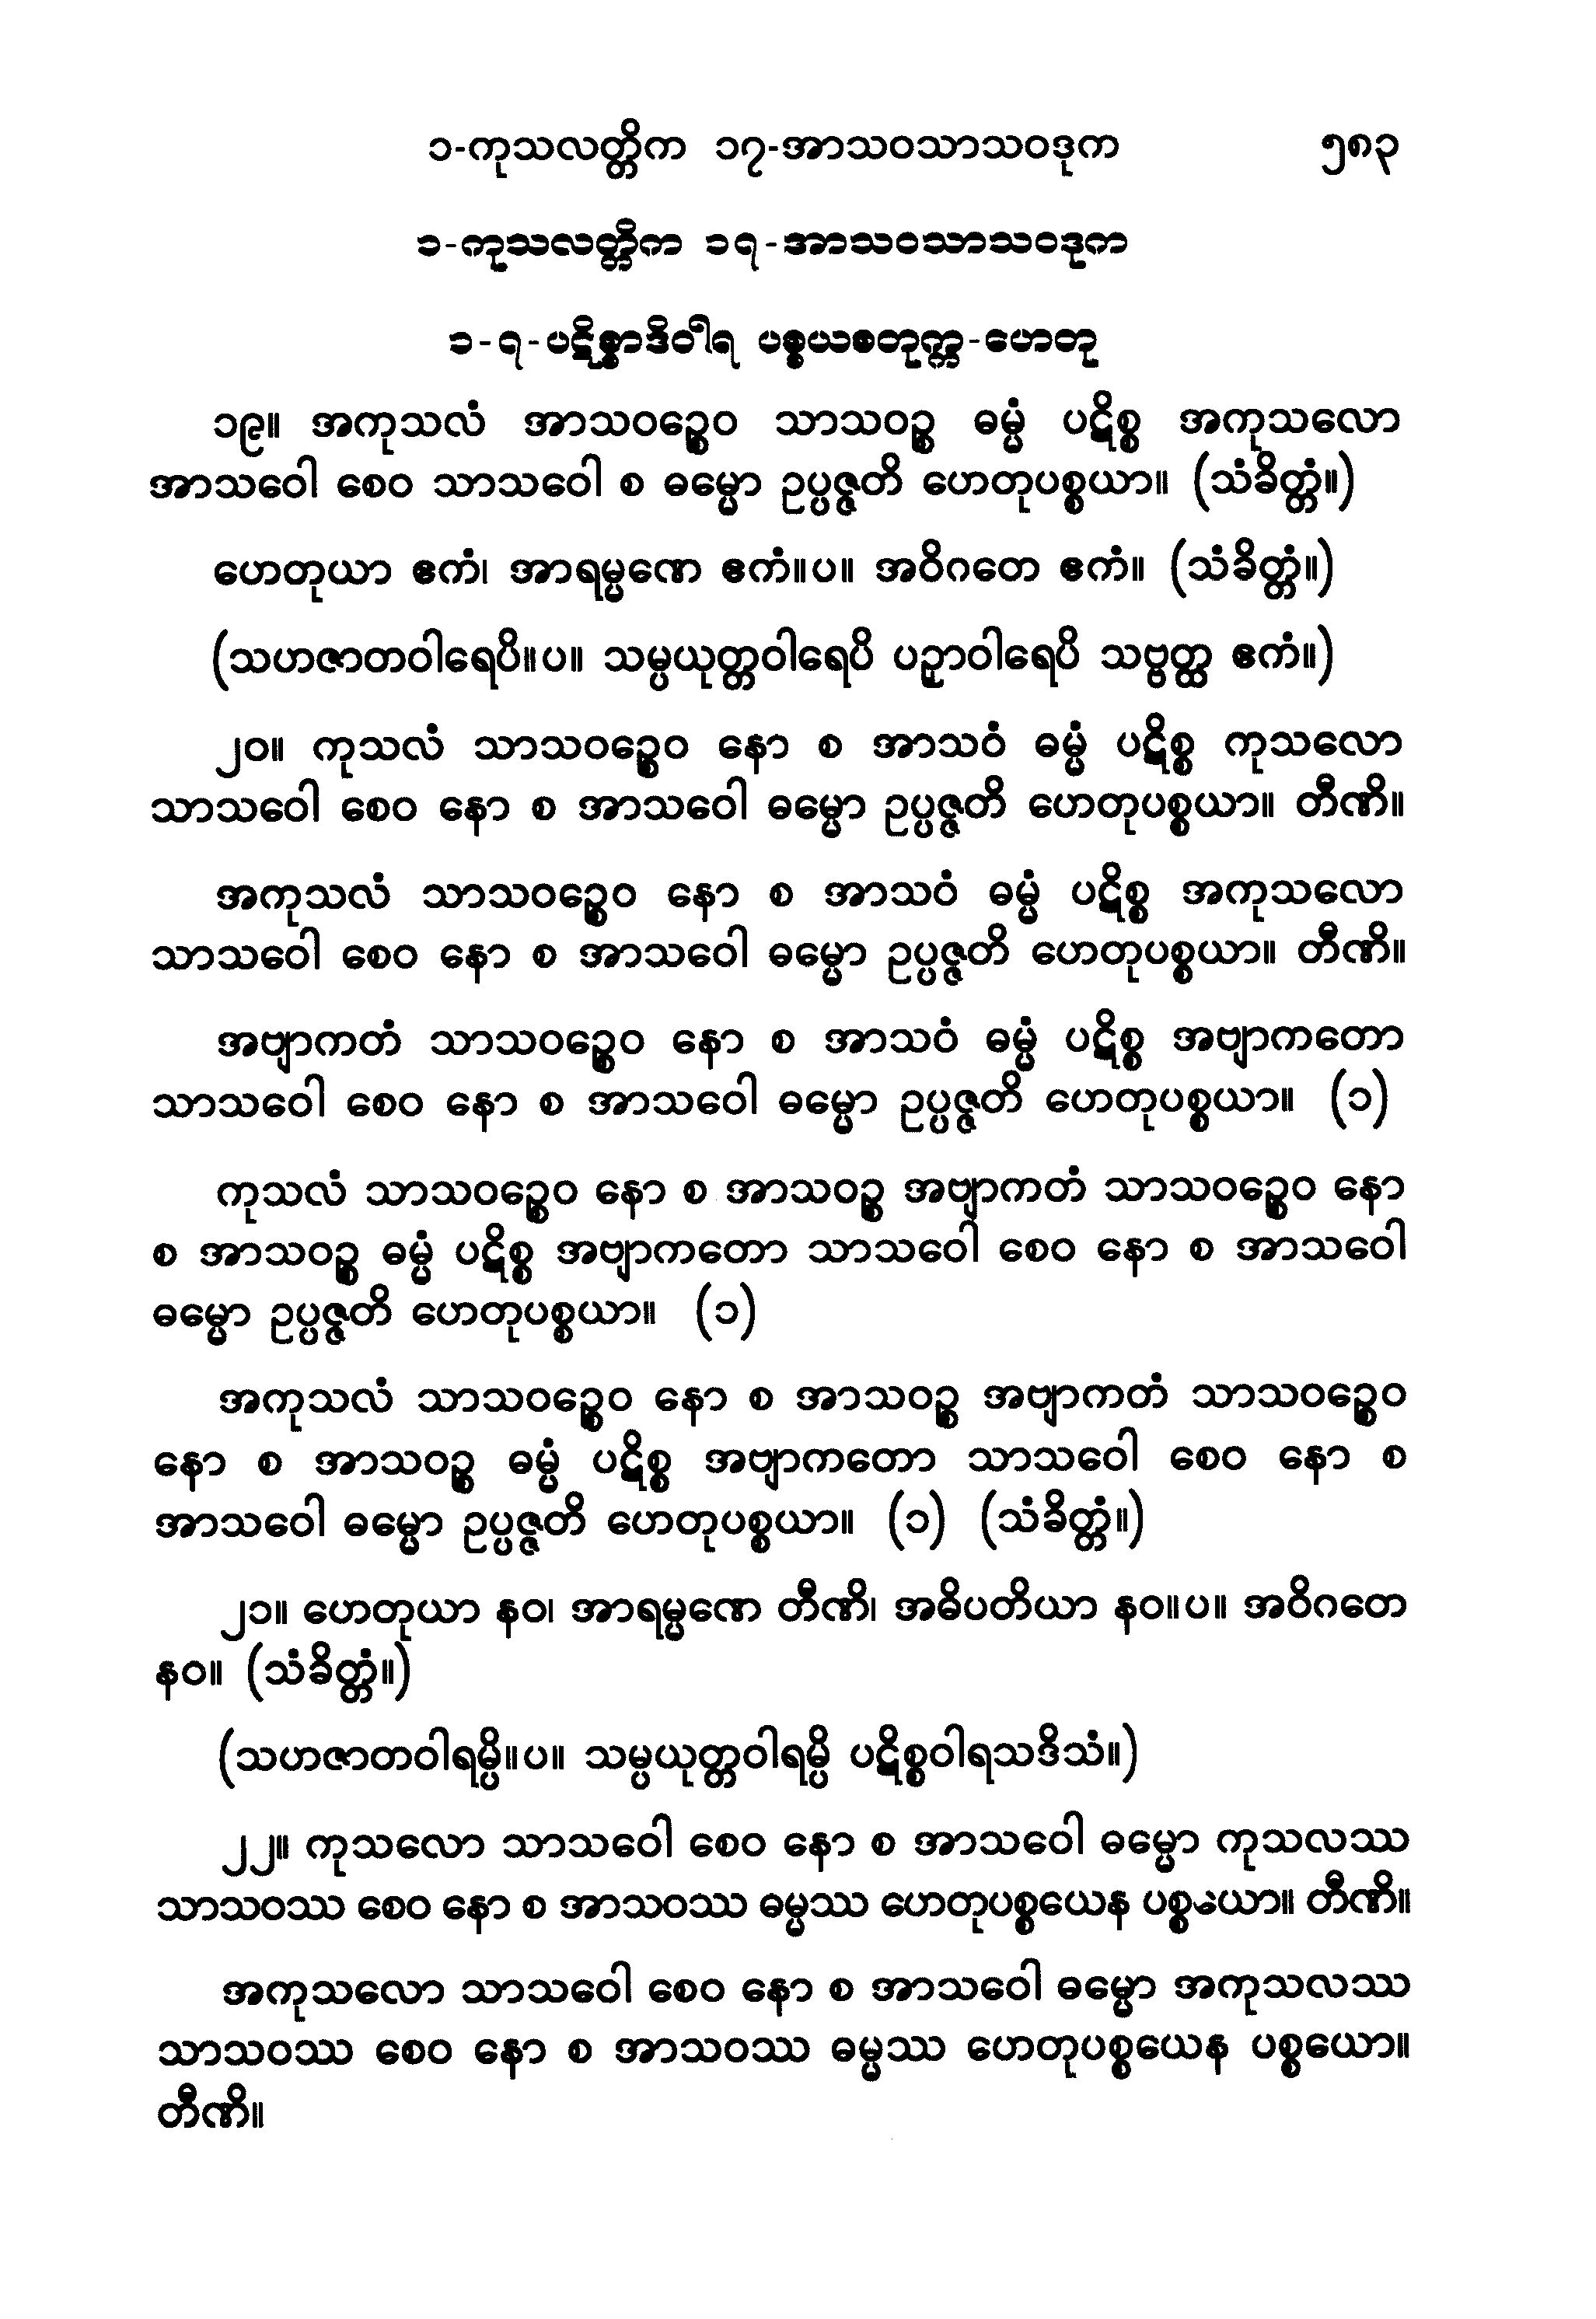 ၁-ကုသလတ္တိက ၁၇-အာသဝသာသဝဒုက ၅၈၃
၁-ကုသလတ္တိက ၁၇-အာသဝသာသဝဒုက
၁-၇-ပဋိစ္စာဒိဝါရ ပစ္စယစတုက္က-ဟေတု
၁၉။ အကုသလံ အာသဝဉ္စေဝ သာသဝဉ္စ ဓမ္မံ ပဋိစ္စ အကုသလော
အာသဝေါ စေဝ သာသဝေါ စ ဓမ္မော ဥပ္ပဇ္ဇတိ ဟေတုပစ္စယာ။ (သံခိတ္တံ။)
ဟေတုယာ ဧကံ၊ အာရမ္မဏေ ဧကံ။ပ။ အဝိဂတေ ဧကံ။ (သံခိတ္တံ။)
(သဟဇာတဝါရေပိ။ပ။ သမ္ပယုတ္တဝါရေပိ ပဉှာဝါရေပိ သဗ္ဗတ္ထ ဧကံ။)
၂၀။ ကုသလံ သာသဝဉ္စေဝ နော စ အာသဝံ ဓမ္မံ ပဋိစ္စ ကုသလော
သာသဝေါ စေဝ နော စ အာသဝေါ ဓမ္မော ဥပ္ပဇ္ဇတိ ဟေတုပစ္စယာ။ တီဏိ။
အကုသလံ သာသဝဉ္စေဝ နော စ အာသဝံ ဓမ္မံ ပဋိစ္စ အကုသလော
သာသဝေါ စေဝ နော စ အာသဝေါ ဓမ္မော ဥပ္ပဇ္ဇတိ ဟေတုပစ္စယာ။ တီဏိ။
အဗျာကတံ သာသဝဉ္စေဝ နော စ အာသဝံ ဓမ္မံ ပဋိစ္စ အဗျာကတော
သာသဝေါ စေဝ နော စ အာသဝေါ ဓမ္မော ဥပ္ပဇ္ဇတိ ဟေတုပစ္စယာ။ (၁)
ကုသလံ သာသဝဉ္စေဝ နော စ အာသဝဉ္စ အဗျာကတံ သာသဝဉ္စေဝ နော
စ အာသဝဉ္စ ဓမ္မံ ပဋိစ္စ အဗျာကတော သာသဝေါ စေဝ နော စ အာသဝေါ
ဓမ္မော ဥပ္ပဇ္ဇတိ ဟေတုပစ္စယာ။ (၁)
အကုသလံ သာသဝဉ္စေဝ နော စ အာသဝဉ္စ အဗျာကတံ သာသဝဉ္စေဝ
နော စ အာသဝဉ္စ ဓမ္မံ ပဋိစ္စ အဗျာကတော သာသဝေါ စေဝ နော စ
အာသဝေါ ဓမ္မော ဥပ္ပဇ္ဇတိ ဟေတုပစ္စယာ။ (၁) (သံခိတ္တံ။)
၂၁။ ဟေတုယာ နဝ၊ အာရမ္မဏေ တီဏိ၊ အဓိပတိယာ နဝ။ပ။ အဝိဂတေ
နဝ။ (သံခိတ္တံ။)
(သဟဇာတဝါရမ္ပိ။ပ။ သမ္ပယုတ္တဝါရမ္ပိ ပဋိစ္စဝါရသဒိသံ။)
၂၂။ ကုသလော သာသဝေါ စေဝ နော စ အာသဝေါ ဓမ္မော ကုသလဿ
သာသဝဿ စေဝ နော စ အာသဝဿ ဓမ္မဿ ဟေတုပစ္စယေန ပစ္စယော။ တီဏိ။
အကုသလော သာသဝေါ စေဝ နော စ အာသဝေါ ဓမ္မော အကုသလဿ
သာသဝဿ စေဝ နော စ အာသဝဿ ဓမ္မဿ ဟေတုပစ္စယေန ပစ္စယော။
တီဏိ။